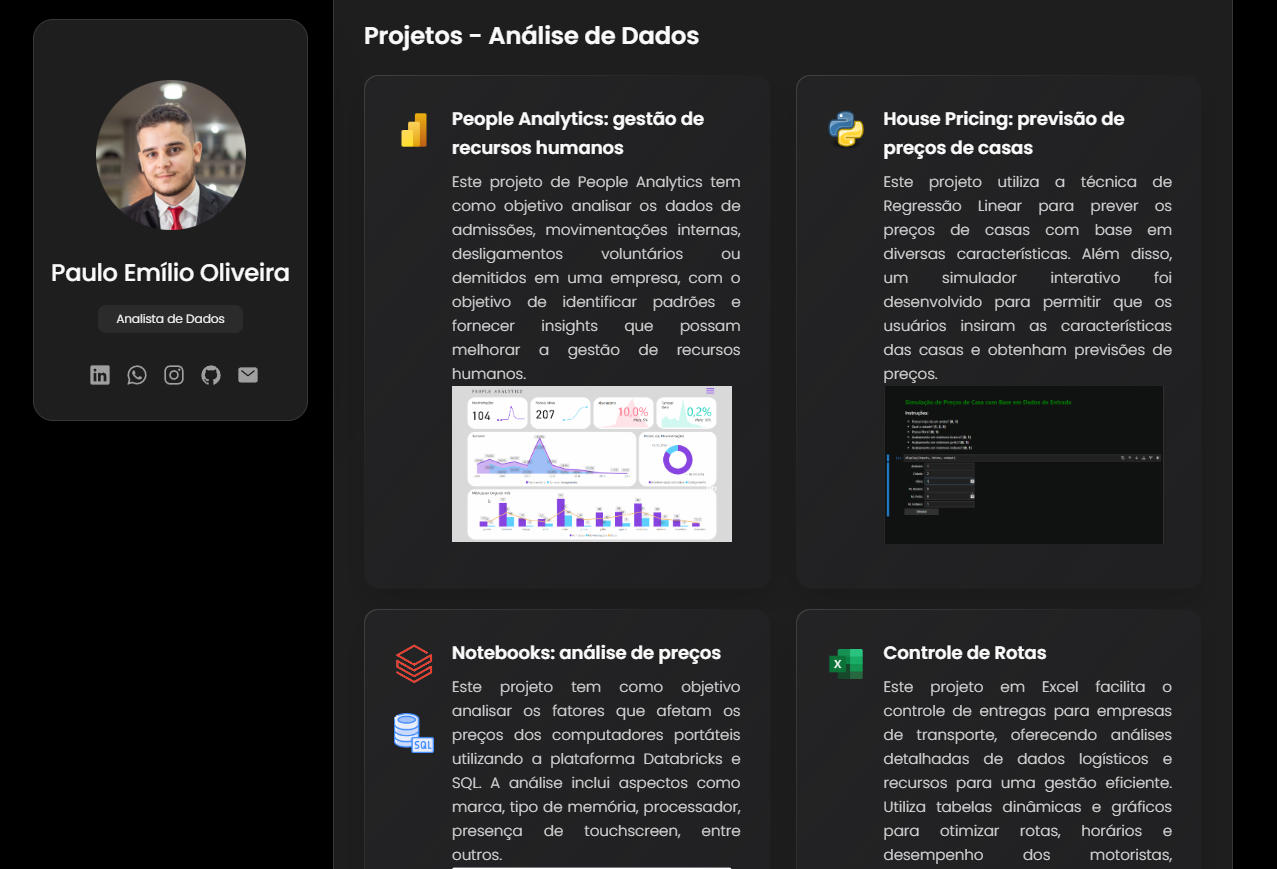 Paulo Emílio Oliveira
Analista de Dados
Projetos - Análise de Dados
People Analytics: gestão de
recursos humanos
Este projeto de People Analytics tem
como objetivo analisar os dados de
admissões, movimentações internas,
desligamentos voluntários ou
demitidos em uma empresa, com o
objetivo de identificar padrões e
fornecer insights que possam
melhorar a gestão de recursos
humanos.
PEOPLE ANALYTICS
104
207
10,0%
0,2%
House Pricing: previsão de
preços de casas
Este projeto utiliza a técnica de
Regressão Linear para prever os
preços de casas com base em
diversas características. Além disso,
um simulador interativo foi
desenvolvido para permitir que os
usuários insiram as características
das casas e obtenham previsões de
preços.
Simulação de Preços de Casa com Base em Dados de Entrada
Instruções:
Notebooks: análise de preços
SQL
Este projeto tem como objetivo
analisar os fatores que afetam os
preços dos computadores portáteis
utilizando a plataforma Databricks e
SQL. A análise inclui aspectos como
marca, tipo de memória, processador,
presença de touchscreen, entre
outros.
X
Controle de Rotas
Este projeto em Excel facilita o
controle de entregas para empresas
de transporte, oferecendo análises
detalhadas de dados logísticos e
recursos para uma gestão eficiente.
Utiliza tabelas dinâmicas e gráficos
para otimizar rotas, horários e
desempenho dos motoristas,